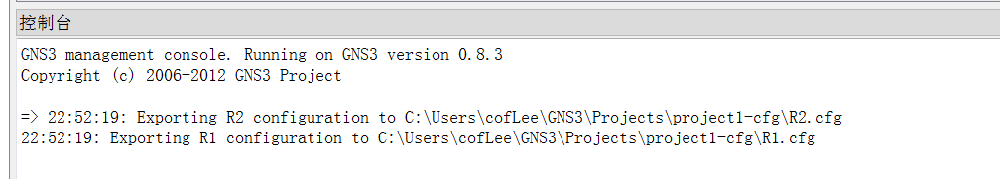 控制台
GNS3 management console. Running on GNS3 version 0.8.3
Copyright (c) 2006-2012 GNS3 Project
=> 22:52:19: Exporting R2 configuration to C:\Users\cofLee\GNS3\Projects\project1-cfg\R2.cfg
22:52:19: Exporting R1 configuration to C:\Users\cofLee\GNS3\Projects\project1-cfg\R1.cfg